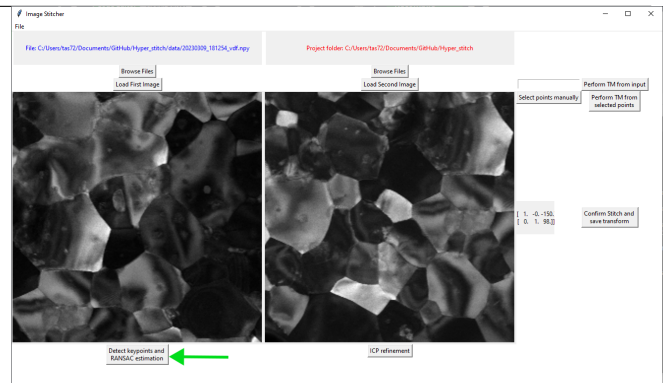 Image Stitcher
File
File: C:/Users/tas72/Documents/GitHub/Hyper_stitch/data/20230309_181254_vdf.npy
Project folder: C:/Users/tas72/Documents/GitHub/Hyper_stitch
Browse Files
Browse Files
Load First Image
Load Second Image
Perform TM from input
Select points manually
Perform TM from
selected points
[ 1. -0. -150.
[ 0. 1. 98.]]
Confirm Stitch and
save transform
Detect keypoints and
RANSAC estimation
ICP refinement